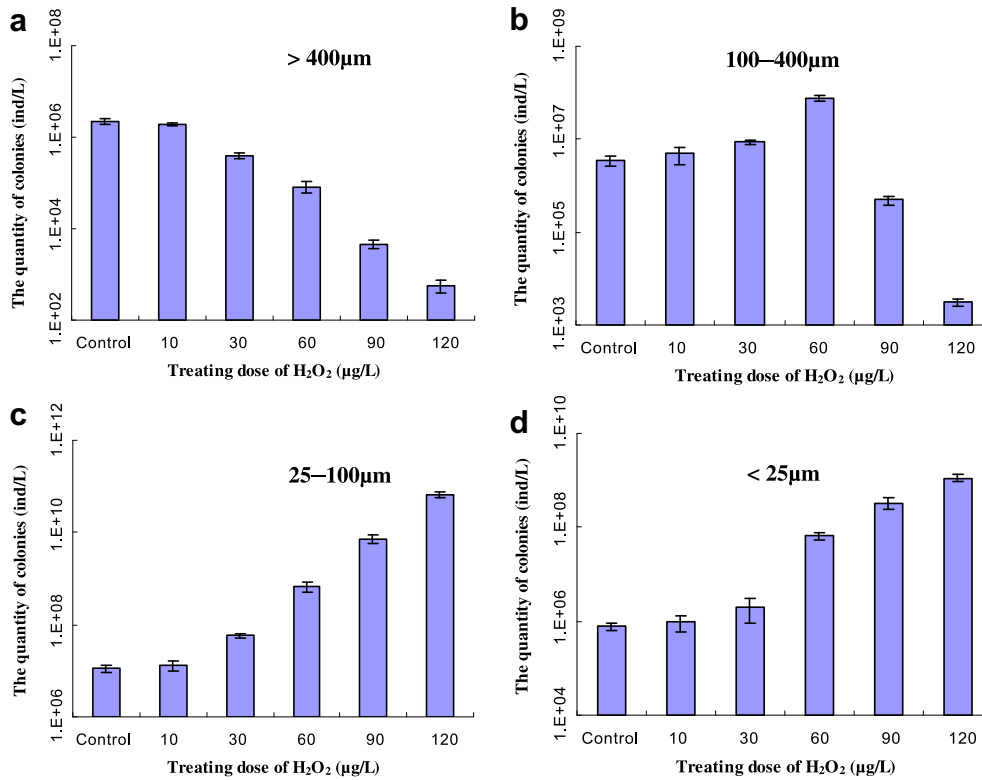 a
> 400µm
The quantity of colonies (ind/L)
1.E+08
1.E+06
1.E+04
1.E+02
Control 10 30 60 90 120
Treating dose of H₂O₂ (µg/L)
b
100–400µm
The quantity of colonies (ind/L)
1.E+09
1.E+07
1.E+05
1.E+03
Control 10 30 60 90 120
Treating dose of H₂O₂ (µg/L)
c
25–100µm
The quantity of colonies (ind/L)
1.E+12
1.E+10
1.E+08
1.E+06
Control 10 30 60 90 120
Treating dose of H₂O₂ (µg/L)
d
< 25µm
The quantity of colonies (ind/L)
1.E+10
1.E+08
1.E+06
1.E+04
Control 10 30 60 90 120
Treating dose of H₂O₂ (µg/L)